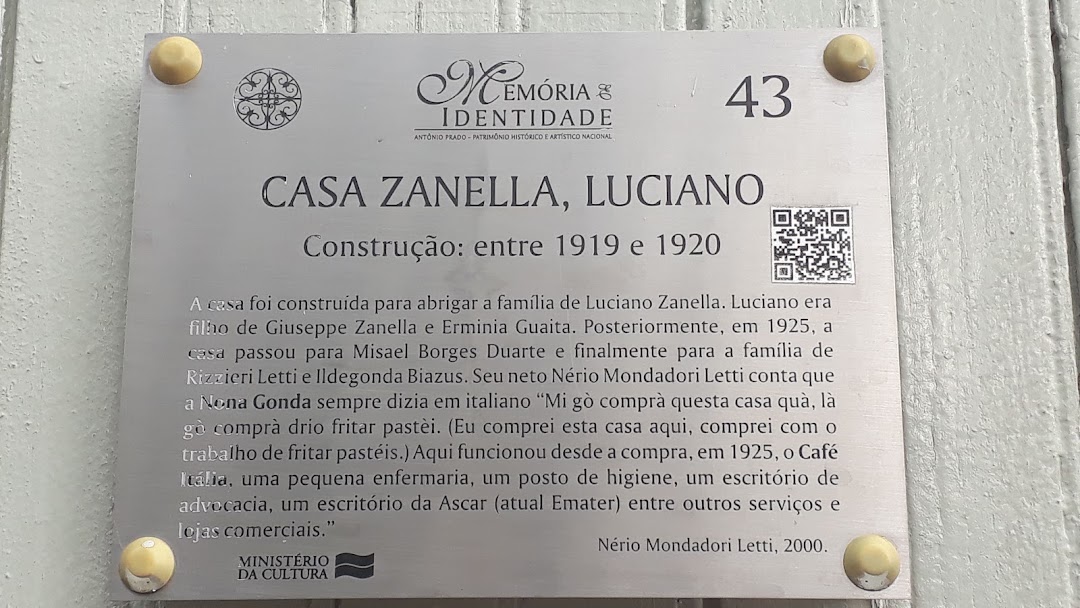 MEMÓRIA &
IDENTIDADE
ANTÔNIO PRADO - PATRIMÔNIO HISTÓRICO E ARTÍSTICO NACIONAL
43
CASA ZANELLA, LUCIANO
Construção: entre 1919 e 1920
A casa foi construída para abrigar a família de Luciano Zanella. Luciano era
filho de Giuseppe Zanella e Erminia Guaita. Posteriormente, em 1925, a
casa passou para Misael Borges Duarte e finalmente para a família de
Rizzieri Letti e Ildegonda Biazus. Seu neto Nério Mondadori Letti conta que
a Nona Gonda sempre dizia em italiano “Mi gò comprà questa casa quà, là
gò comprà drio fritar pastèi. (Eu comprei esta casa aqui, comprei com o
trabalho de fritar pastéis.) Aqui funcionou desde a compra, em 1925, o Café
Itália, uma pequena enfermaria, um posto de higiene, um escritório de
advocacia, um escritório da Ascar (atual Emater) entre outros serviços e
lojas comerciais.”
Nério Mondadori Letti, 2000.
MINISTÉRIO
DA CULTURA